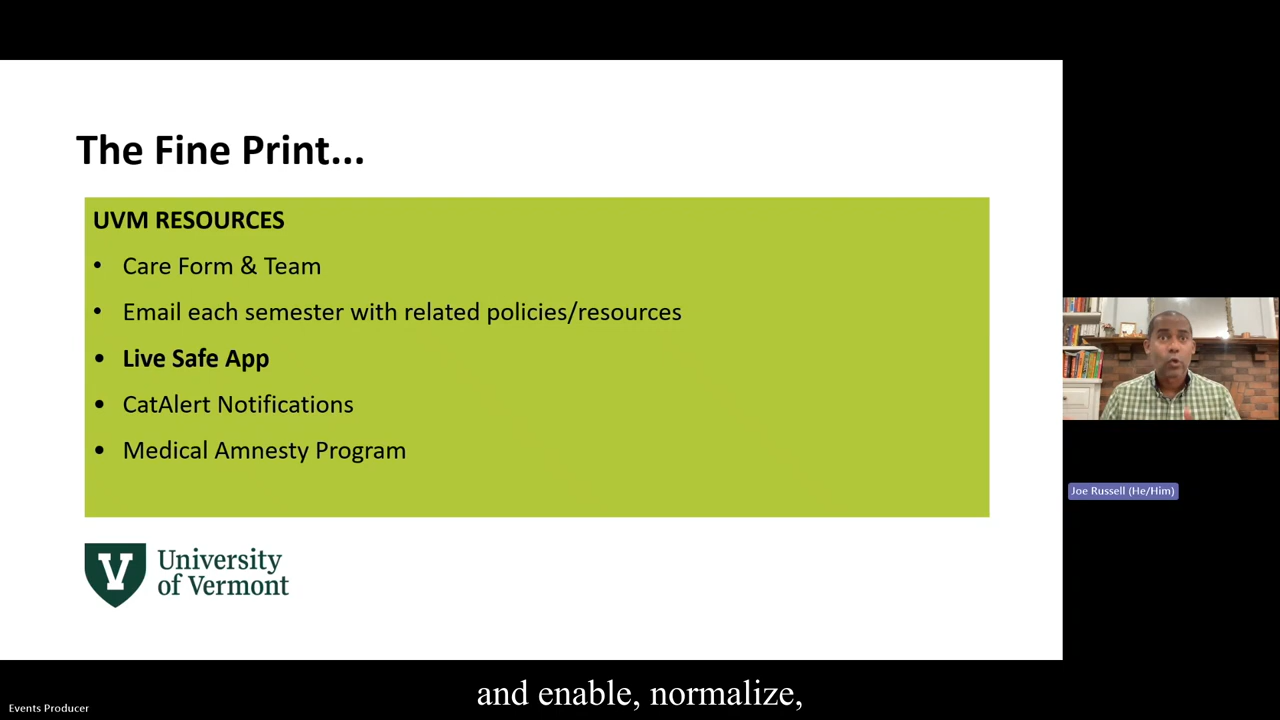 The Fine Print...
UVM RESOURCES
• Care Form & Team
• Email each semester with related policies/resources
• Live Safe App
• CatAlert Notifications
• Medical Amnesty Program
V
University
of Vermont
Joe Russell (He/Him)
and enable, normalize,
Events Producer